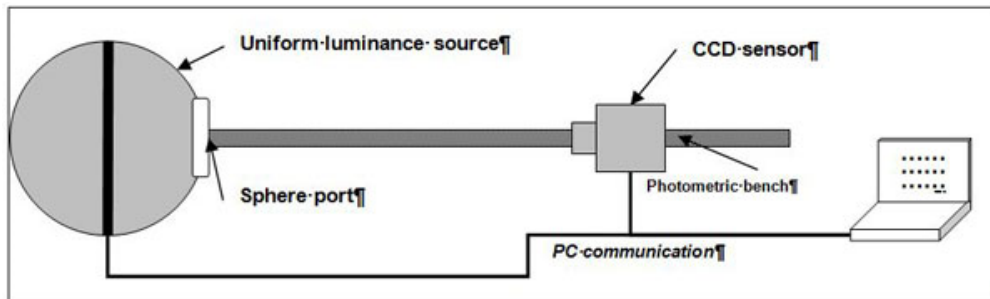 Uniform·luminance· source¶
CCD·sensor¶
Sphere·port¶
Photometric·bench¶
PC·communication¶